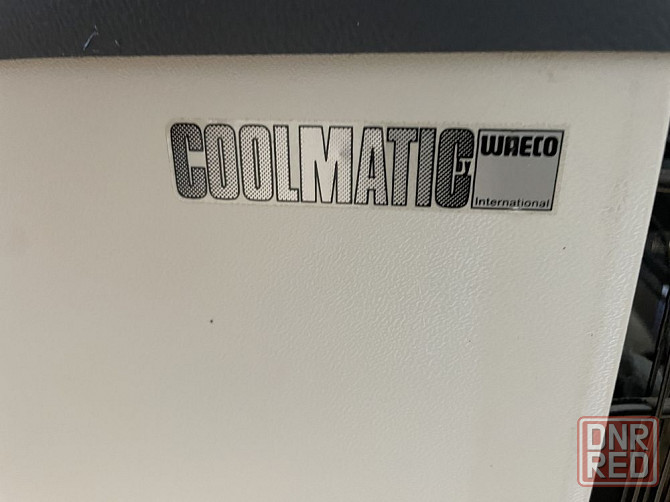 COOLMATIC BY WAECO
International
DNR
RED